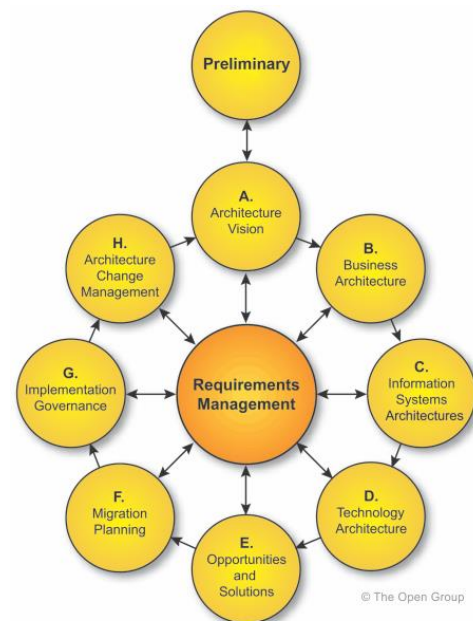 Preliminary
A.
Architecture
Vision
B.
Business
Architecture
C.
Information
Systems
Architectures
D.
Technology
Architecture
E.
Opportunities
and
Solutions
F.
Migration
Planning
G.
Implementation
Governance
H.
Architecture
Change
Management
Requirements
Management
© The Open Group